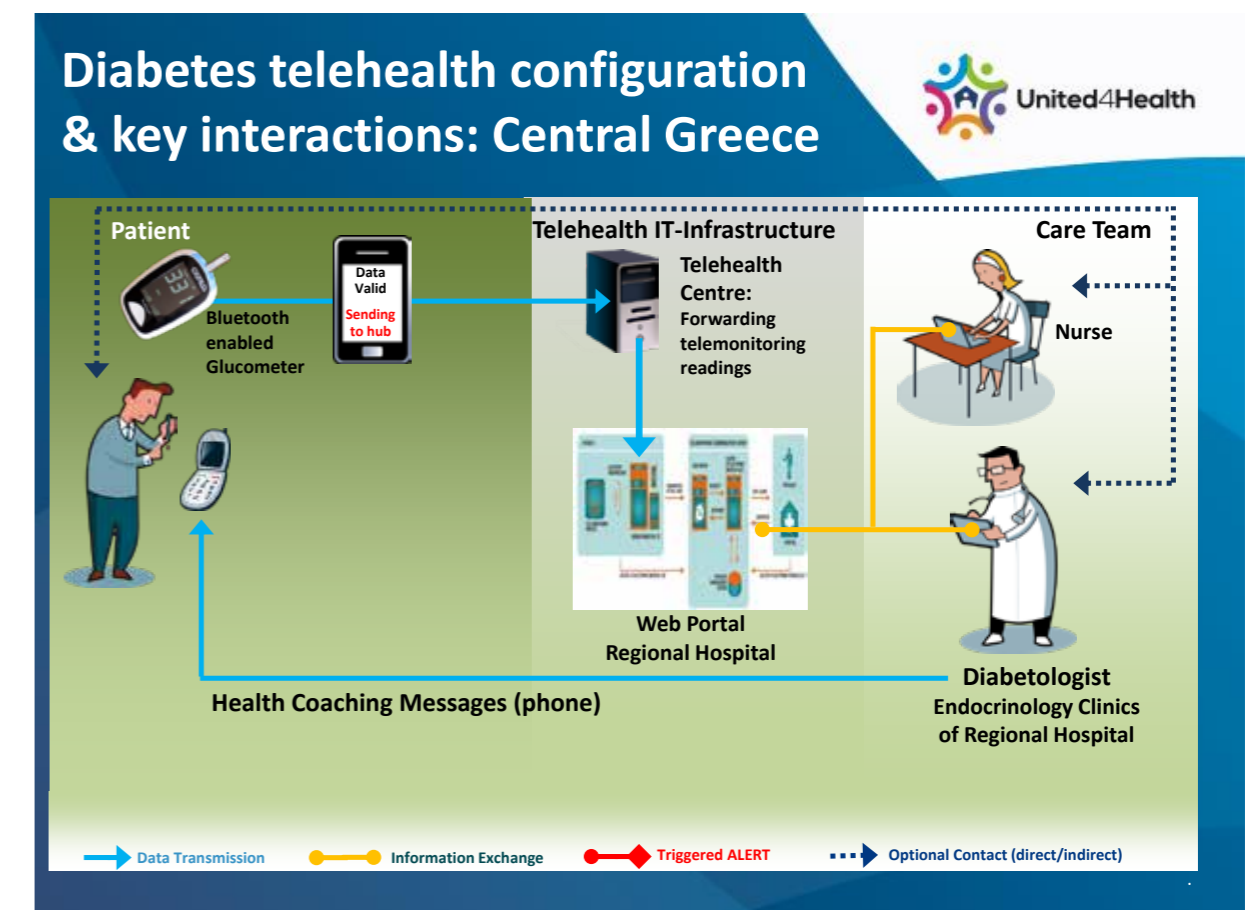 Diabetes telehealth configuration
& key interactions: Central Greece
United4Health
Patient
Telehealth IT-Infrastructure
Care Team
Data
Valid
Sending
to hub
Bluetooth
enabled
Glucometer
Telehealth
Centre:
Forwarding
telemonitoring
readings
Nurse
Web Portal
Regional Hospital
Health Coaching Messages (phone)
Diabetologist
Endocrinology Clinics
of Regional Hospital
Data Transmission
Information Exchange
Triggered ALERT
Optional Contact (direct/indirect)